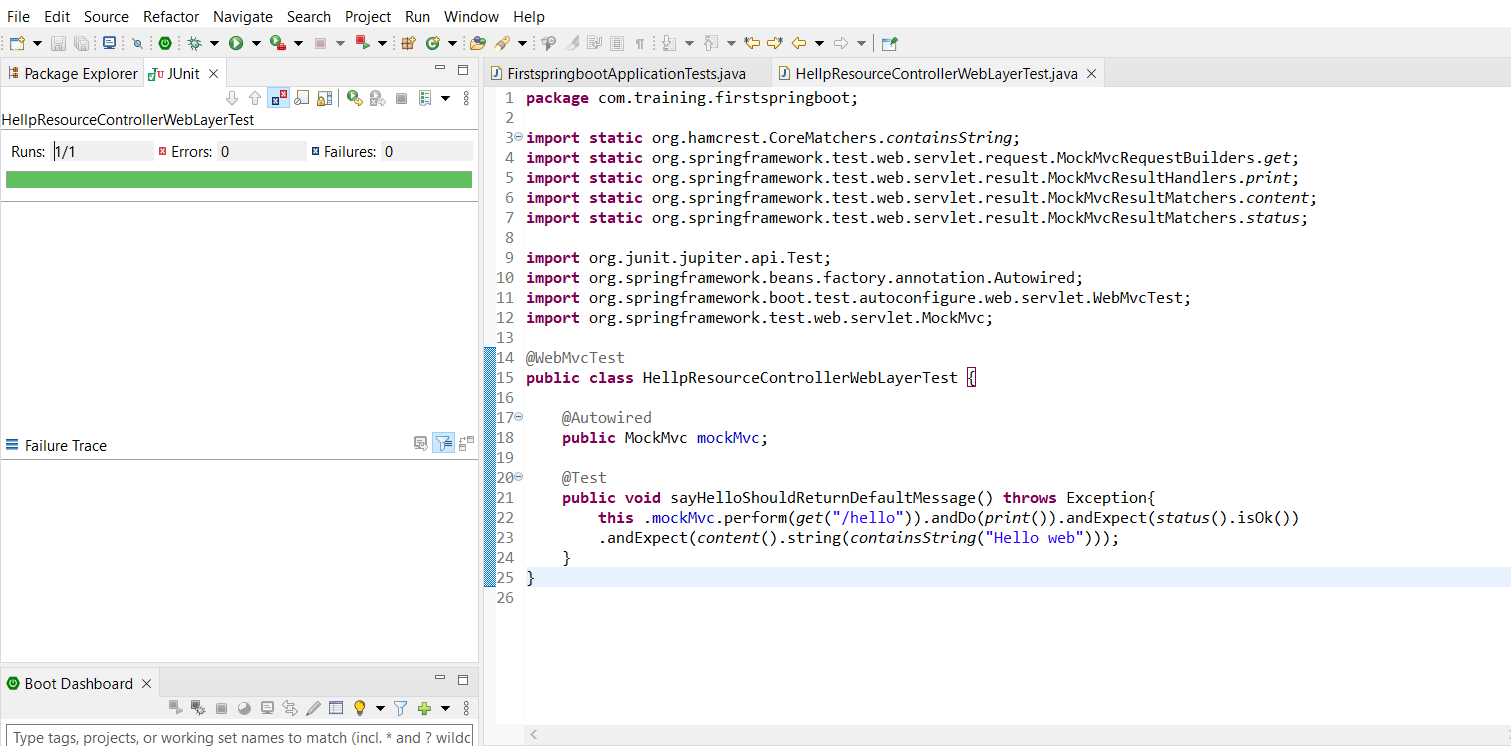 File Edit Source Refactor Navigate Search Project Run Window Help
Package Explorer JUnit
HellpResourceControllerWebLayerTest
Runs: 1/1 Errors: 0 Failures: 0
Failure Trace
Boot Dashboard
Type tags, projects, or working set names to match (incl. * and ? wildc
FirstspringbootApplicationTests.java HellpResourceControllerWebLayerTest.java
1 package com.training.firstspringboot;
2
3 import static org.hamcrest.CoreMatchers.containsString;
4 import static org.springframework.test.web.servlet.request.MockMvcRequestBuilders.get;
5 import static org.springframework.test.web.servlet.result.MockMvcResultHandlers.print;
6 import static org.springframework.test.web.servlet.result.MockMvcResultMatchers.content;
7 import static org.springframework.test.web.servlet.result.MockMvcResultMatchers.status;
8
9 import org.junit.jupiter.api.Test;
10 import org.springframework.beans.factory.annotation.Autowired;
11 import org.springframework.boot.test.autoconfigure.web.servlet.WebMvcTest;
12 import org.springframework.test.web.servlet.MockMvc;
13
14 @WebMvcTest
15 public class HellpResourceControllerWebLayerTest {
16
17     @Autowired
18     public MockMvc mockMvc;
19
20     @Test
21     public void sayHelloShouldReturnDefaultMessage() throws Exception{
22         this .mockMvc.perform(get("/hello")).andDo(print()).andExpect(status().isOk())
23         .andExpect(content().string(containsString("Hello web")));
24     }
25 }
26